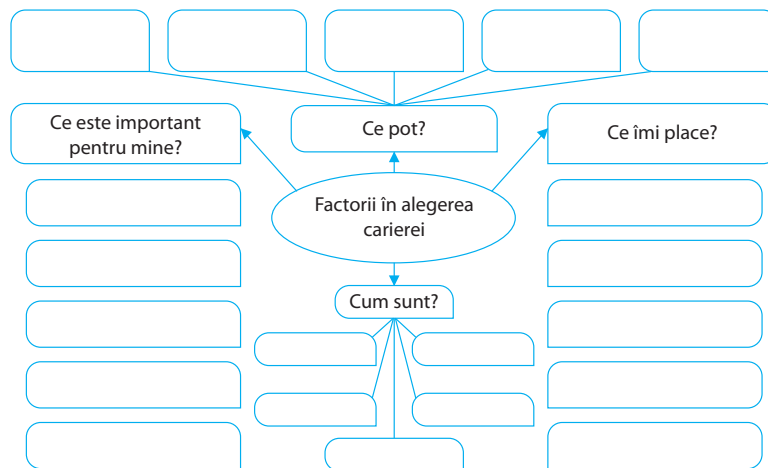 Ce este important
pentru mine?
Ce pot?
Ce îmi place?
Factorii în alegerea
carierei
Cum sunt?